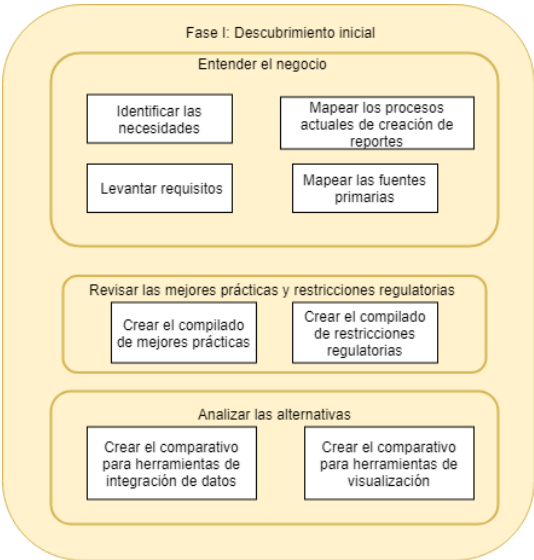 Fase I: Descubrimiento inicial
Entender el negocio
Identificar las
necesidades
Mapear los procesos
actuales de creación de
reportes
Levantar requisitos
Mapear las fuentes
primarias
Revisar las mejores prácticas y restricciones regulatorias
Crear el compilado
de mejores prácticas
Crear el compilado
de restricciones
regulatorias
Analizar las alternativas
Crear el comparativo
para herramientas de
integración de datos
Crear el comparativo
para herramientas de
visualización